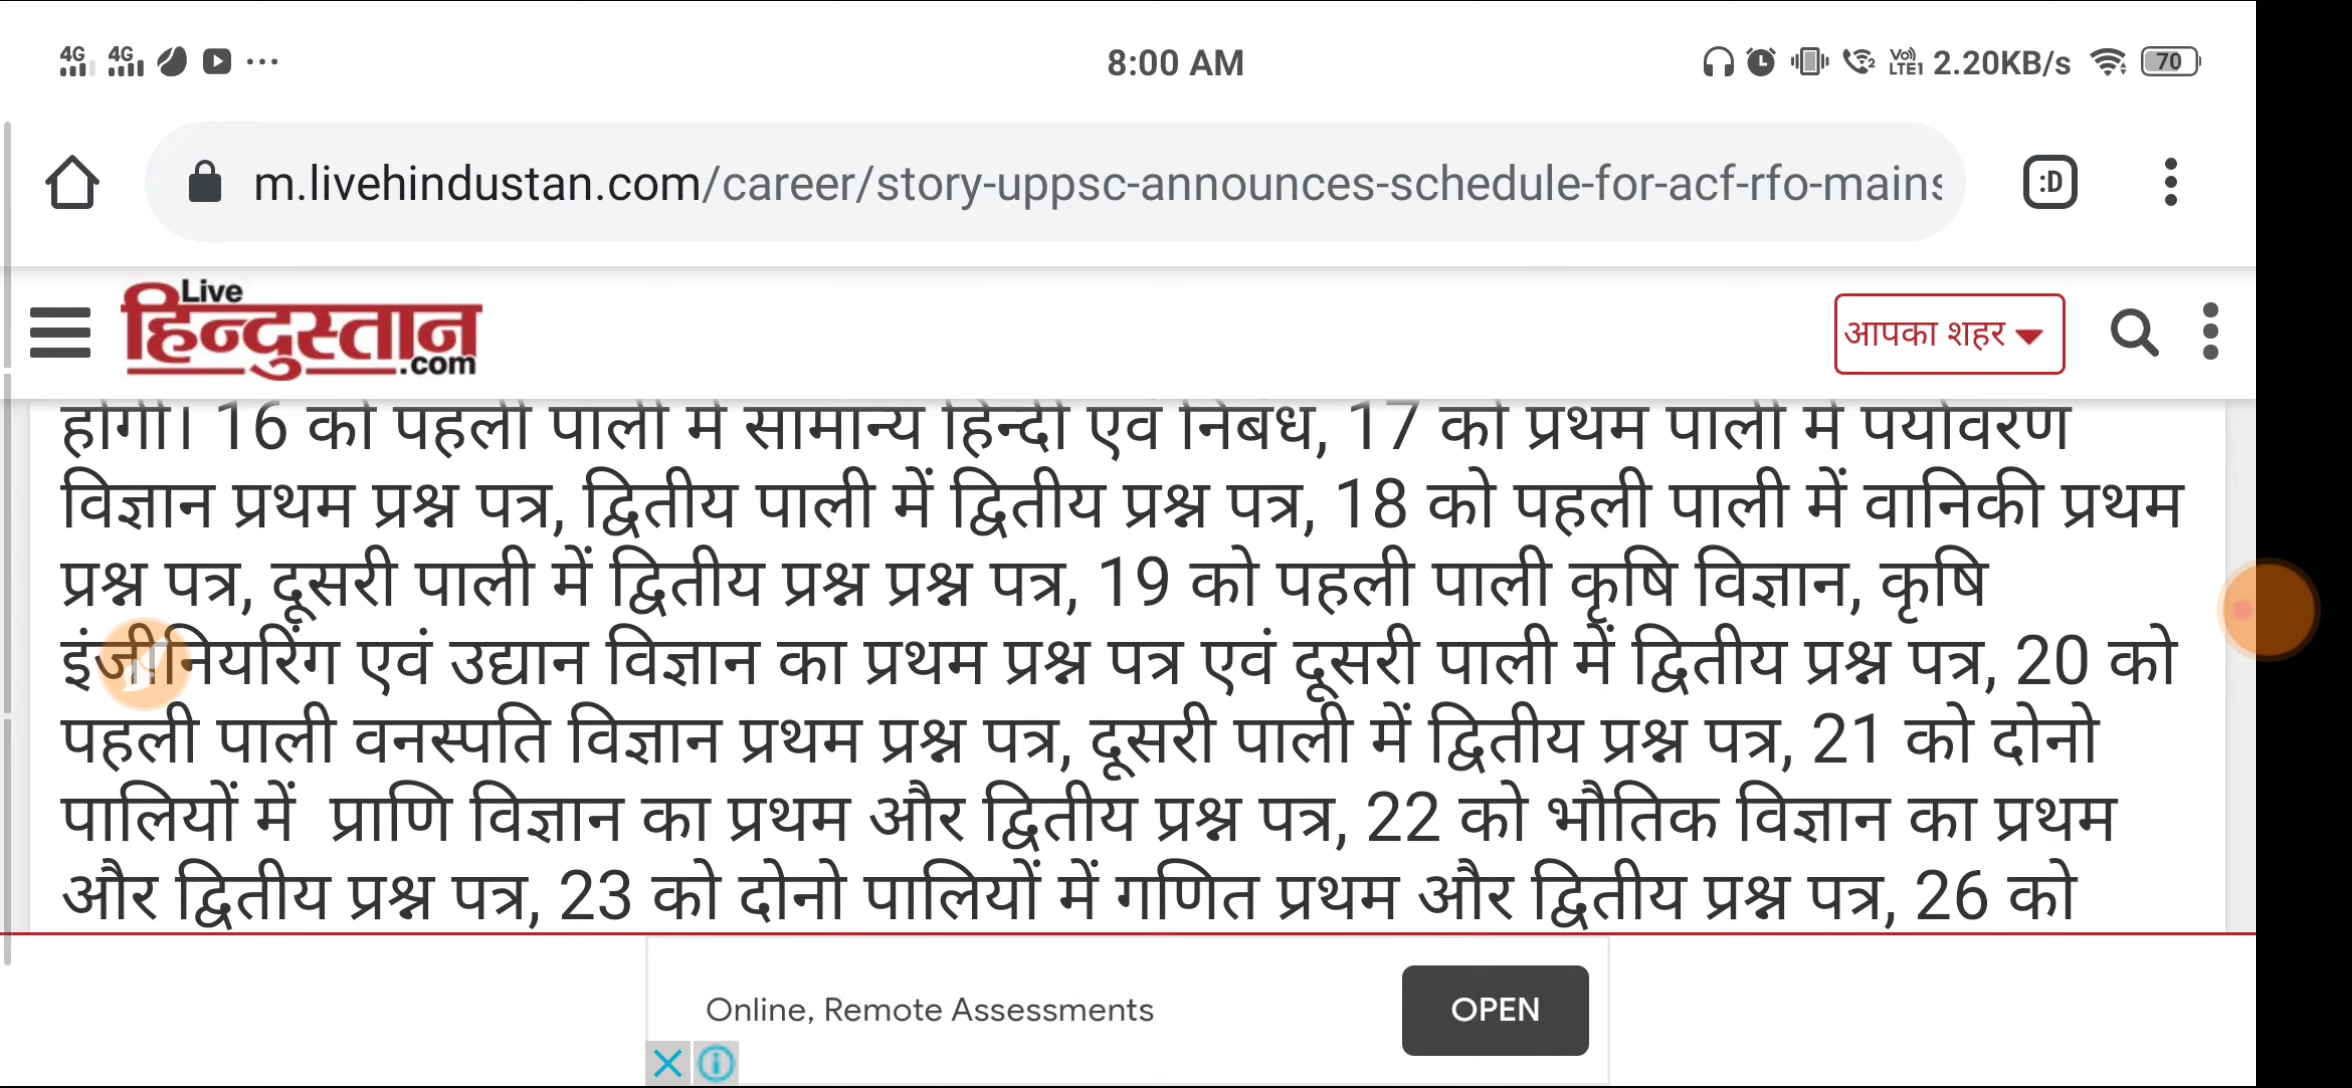 4G 4G 8:00 AM Vo)) LTE1 2.20KB/s 70
m.livehindustan.com/career/story-uppsc-announces-schedule-for-acf-rfo-mains :D
Live
हिन्दुस्तान
.com
आपका शहर
होगी। 16 को पहली पाली में सामान्य हिन्दी एवं निबंध, 17 को प्रथम पाली में पर्यावरण
विज्ञान प्रथम प्रश्न पत्र, द्वितीय पाली में द्वितीय प्रश्न पत्र, 18 को पहली पाली में वानिकी प्रथम
प्रश्न पत्र, दूसरी पाली में द्वितीय प्रश्न प्रश्न पत्र, 19 को पहली पाली कृषि विज्ञान, कृषि
इंजीनियरिंग एवं उद्यान विज्ञान का प्रथम प्रश्न पत्र एवं दूसरी पाली में द्वितीय प्रश्न पत्र, 20 को
पहली पाली वनस्पति विज्ञान प्रथम प्रश्न पत्र, दूसरी पाली में द्वितीय प्रश्न पत्र, 21 को दोनो
पालियों में प्राणि विज्ञान का प्रथम और द्वितीय प्रश्न पत्र, 22 को भौतिक विज्ञान का प्रथम
और द्वितीय प्रश्न पत्र, 23 को दोनो पालियों में गणित प्रथम और द्वितीय प्रश्न पत्र, 26 को
Online, Remote Assessments
OPEN